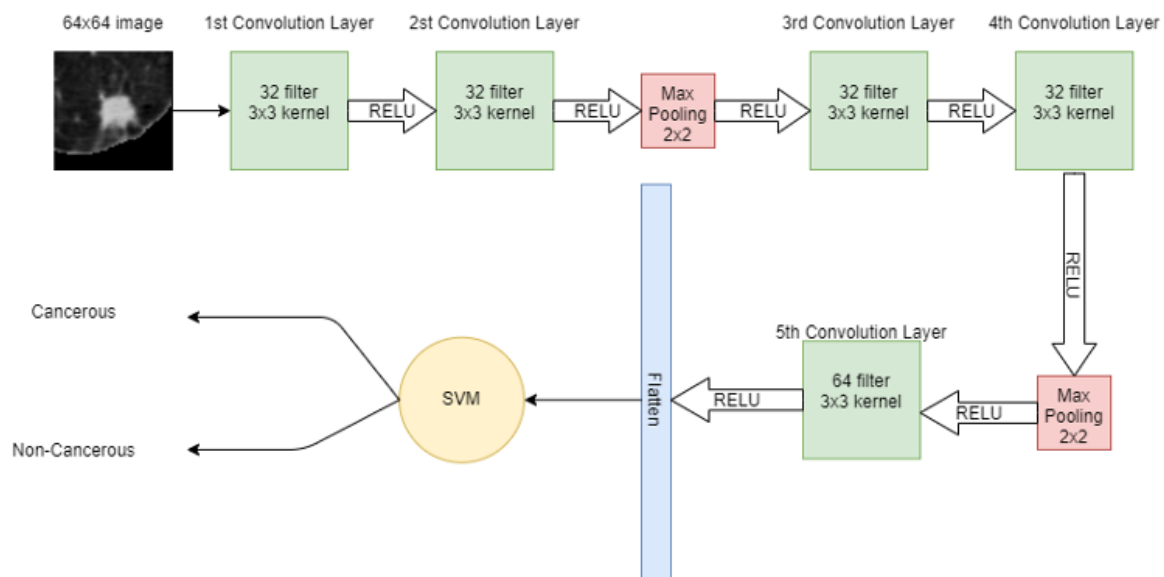 64x64 image
1st Convolution Layer
2st Convolution Layer
3rd Convolution Layer
4th Convolution Layer
32 filter
3x3 kernel
RELU
32 filter
3x3 kernel
RELU
Max
Pooling
2x2
RELU
32 filter
3x3 kernel
RELU
32 filter
3x3 kernel
RELU
Max
Pooling
2x2
RELU
5th Convolution Layer
64 filter
3x3 kernel
RELU
Flatten
SVM
Cancerous
Non-Cancerous